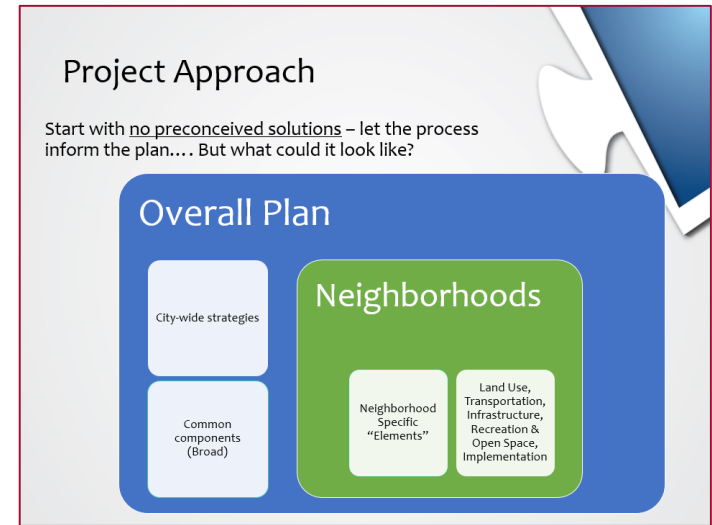 Project Approach
Start with no preconceived solutions – let the process
inform the plan…. But what could it look like?
Overall Plan
City-wide strategies
Common
components
(Broad)
Neighborhoods
Neighborhood
Specific
“Elements”
Land Use,
Transportation,
Infrastructure,
Recreation &
Open Space,
Implementation